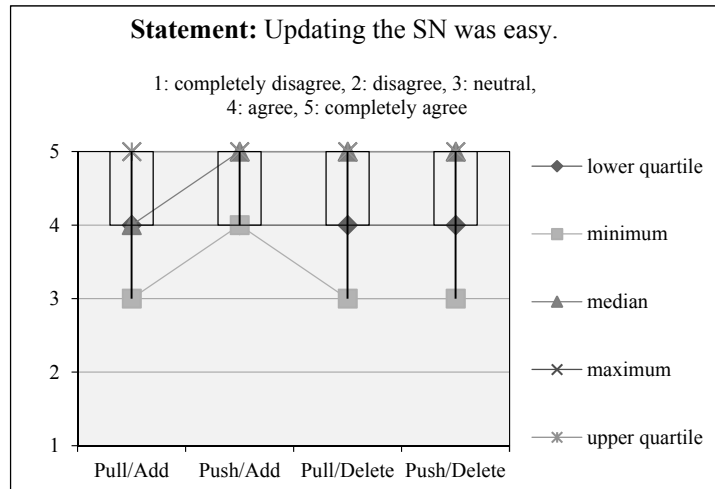 Statement: Updating the SN was easy.
1: completely disagree, 2: disagree, 3: neutral,
4: agree, 5: completely agree
5
4
3
2
1
Pull/Add Push/Add Pull/Delete Push/Delete
lower quartile
minimum
median
maximum
upper quartile